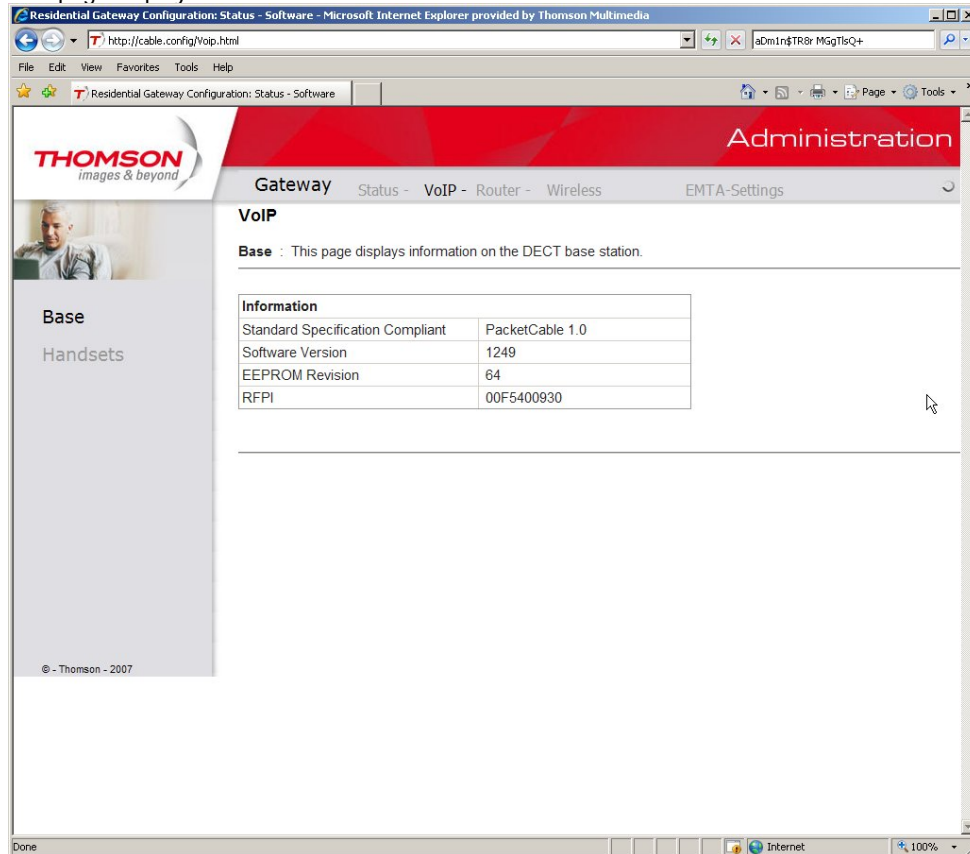 Residential Gateway Configuration: Status - Software - Microsoft Internet Explorer provided by Thomson Multimedia
http://cable.config/Voip.html
aDm1n$TR8r MGgTlsQ+
File Edit View Favorites Tools Help
Residential Gateway Configuration: Status - Software
Page Tools
THOMSON
images & beyond
Administration
Gateway Status - VoIP - Router - Wireless EMTA-Settings
VoIP
Base : This page displays information on the DECT base station.
Base
Handsets
Information
Standard Specification Compliant PacketCable 1.0
Software Version 1249
EEPROM Revision 64
RFPI 00F5400930
© - Thomson - 2007
Done
Internet
100%